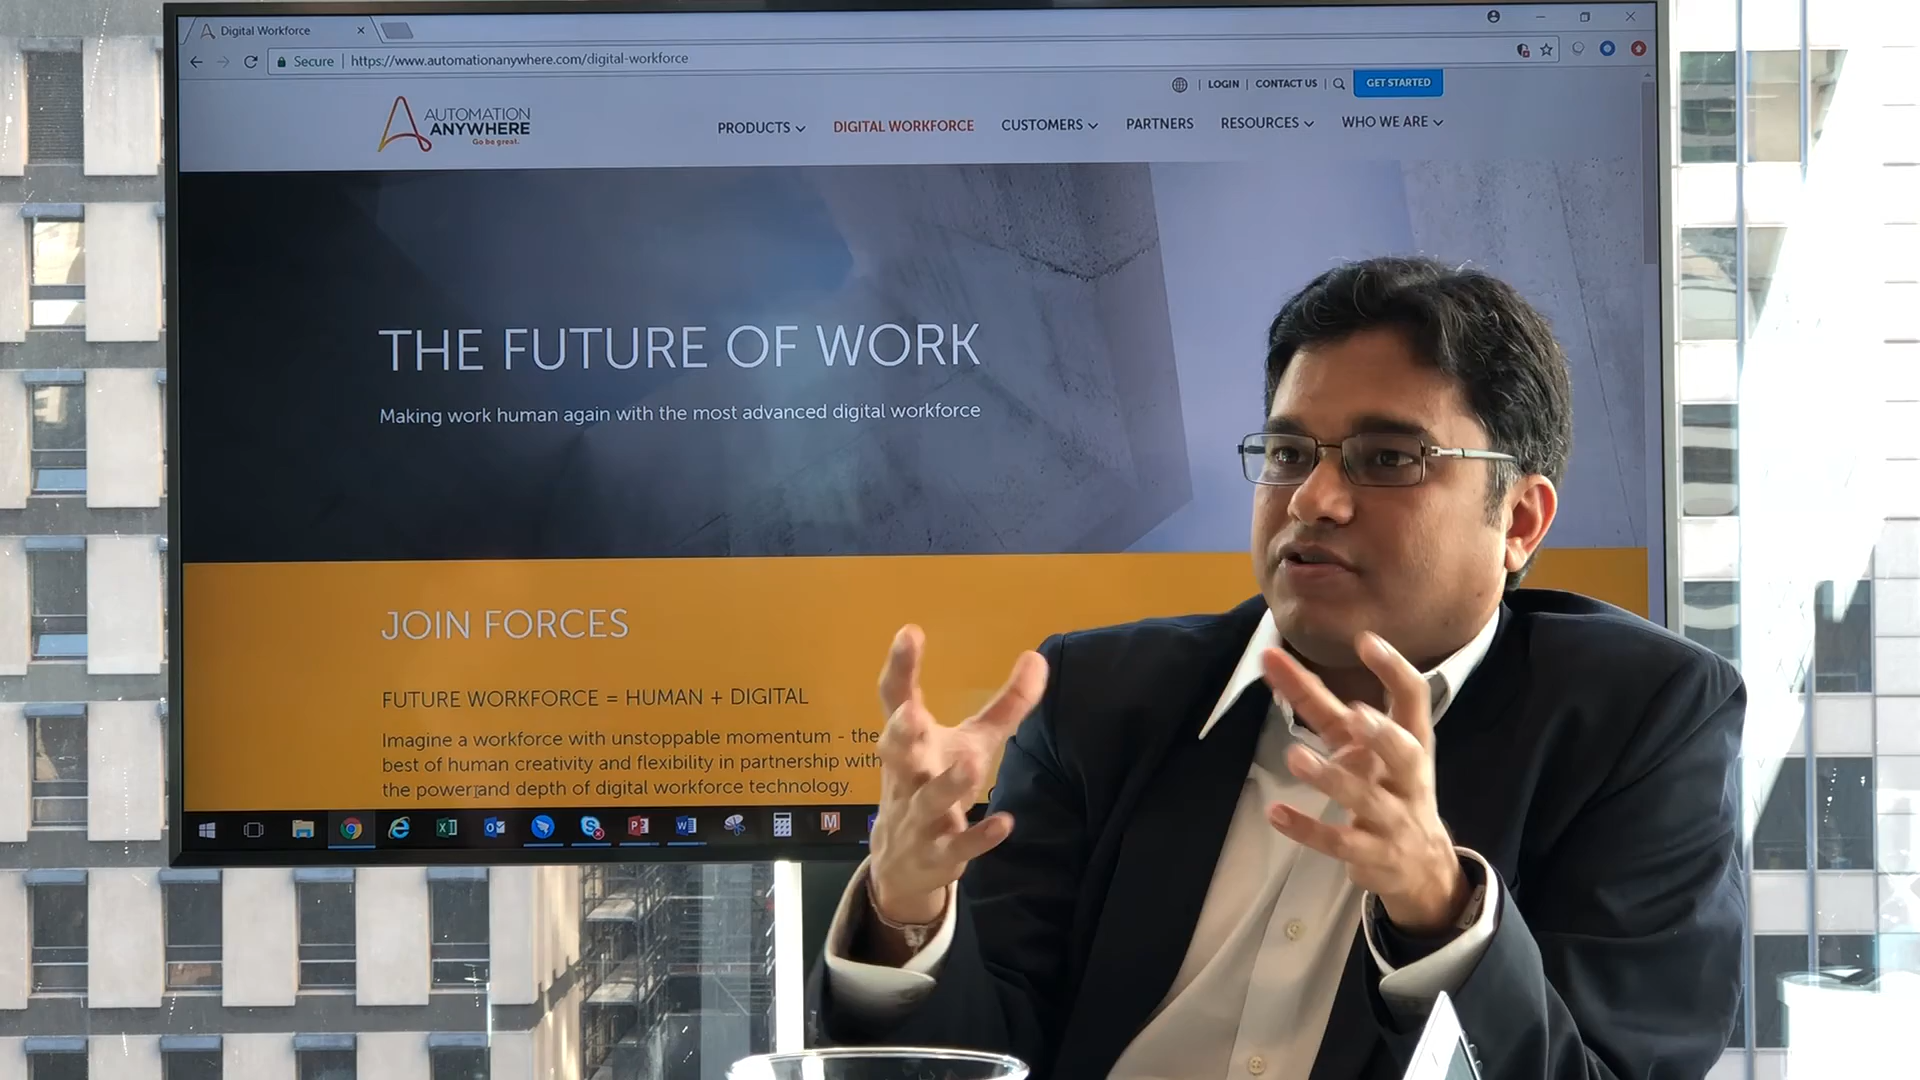 Digital Workforce
Secure | https://www.automationanywhere.com/digital-workforce
| LOGIN | CONTACT US | GET STARTED
AUTOMATION
ANYWHERE
Go be great.
PRODUCTS DIGITAL WORKFORCE CUSTOMERS PARTNERS RESOURCES WHO WE ARE
THE FUTURE OF WORK
Making work human again with the most advanced digital workforce
JOIN FORCES
FUTURE WORKFORCE = HUMAN + DIGITAL
Imagine a workforce with unstoppable momentum - the
best of human creativity and flexibility in partnership with
the power and depth of digital workforce technology.